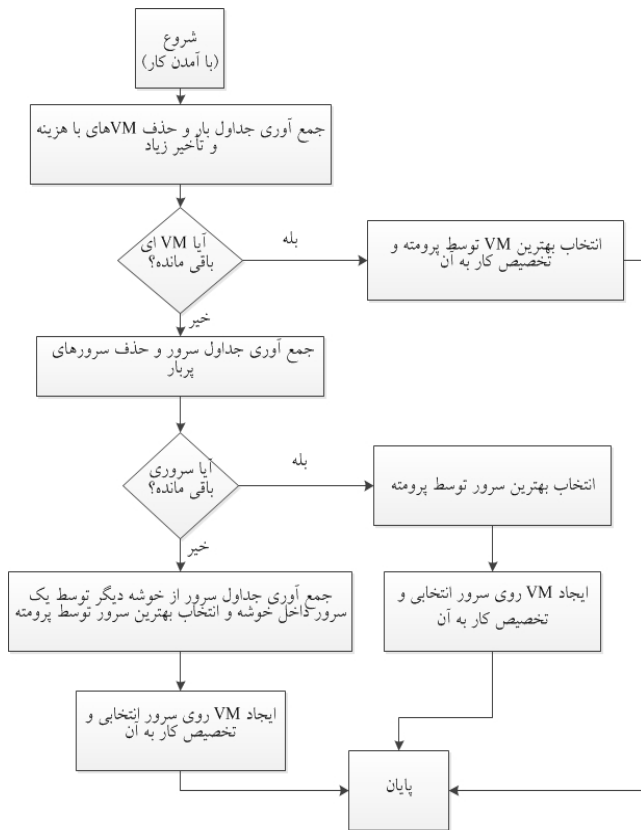 شروع
(با آمدن کار)
جمع آوری جداول بار و حذف VMهای با هزینه
و تأخیر زیاد
آیا VM ای
باقی مانده؟
بله
انتخاب بهترین VM توسط پرومته و
تخصیص کار به آن
خیر
جمع آوری جداول سرور و حذف سرورهای
پربار
آیا سروری
باقی مانده؟
بله
انتخاب بهترین سرور توسط پرومته
خیر
جمع آوری جداول سرور از خوشه دیگر توسط یک
سرور داخل خوشه و انتخاب بهترین سرور توسط پرومته
ایجاد VM روی سرور انتخابی و
تخصیص کار به آن
ایجاد VM روی سرور انتخابی و
تخصیص کار به آن
پایان